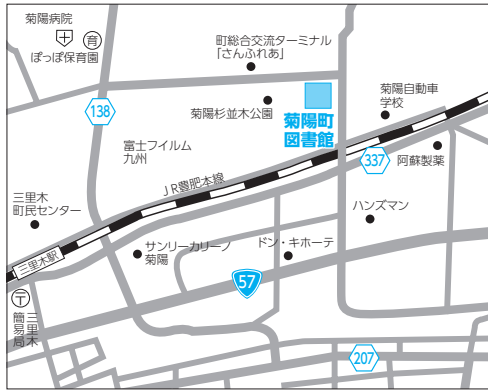 菊陽病院
育
ぽっぽ保育園
町総合交流ターミナル
「さんふれあ」
138
菊陽杉並木公園
菊陽町
図書館
菊陽自動車
学校
富士フイルム
九州
337
阿蘇製薬
JR豊肥本線
三里木
町民センター
ハンズマン
サンリーカリーノ
菊陽
ドン・キホーテ
三里木駅
57
三里木
簡易局
207